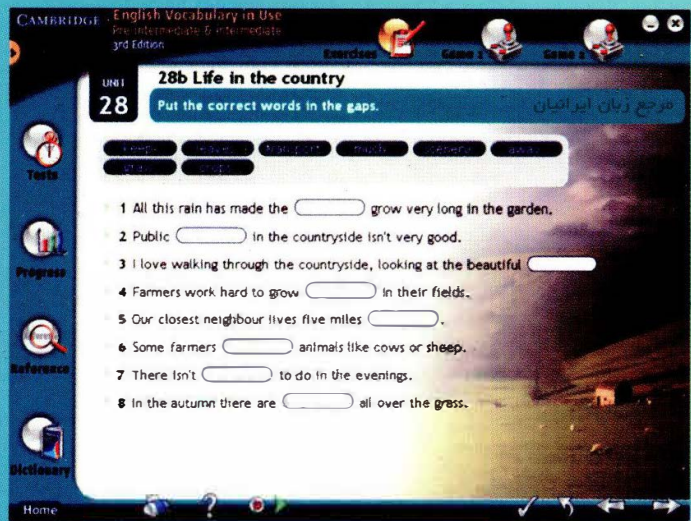 CAMBRIDGE English Vocabulary in Use
Pre-intermediate & intermediate
3rd Edition
Exercises
Game 1
Game 2
UNIT
28
28b Life in the country
Put the correct words in the gaps.
مرجع زبان ایرانیان
keep leaves transport much scenery away
grass crops
Tests
Progress
Reference
Dictionary
Home
1 All this rain has made the grow very long in the garden.
2 Public in the countryside isn't very good.
3 I love walking through the countryside, looking at the beautiful
4 Farmers work hard to grow in their fields.
5 Our closest neighbour lives five miles .
6 Some farmers animals like cows or sheep.
7 There isn't to do in the evenings.
8 In the autumn there are all over the grass.